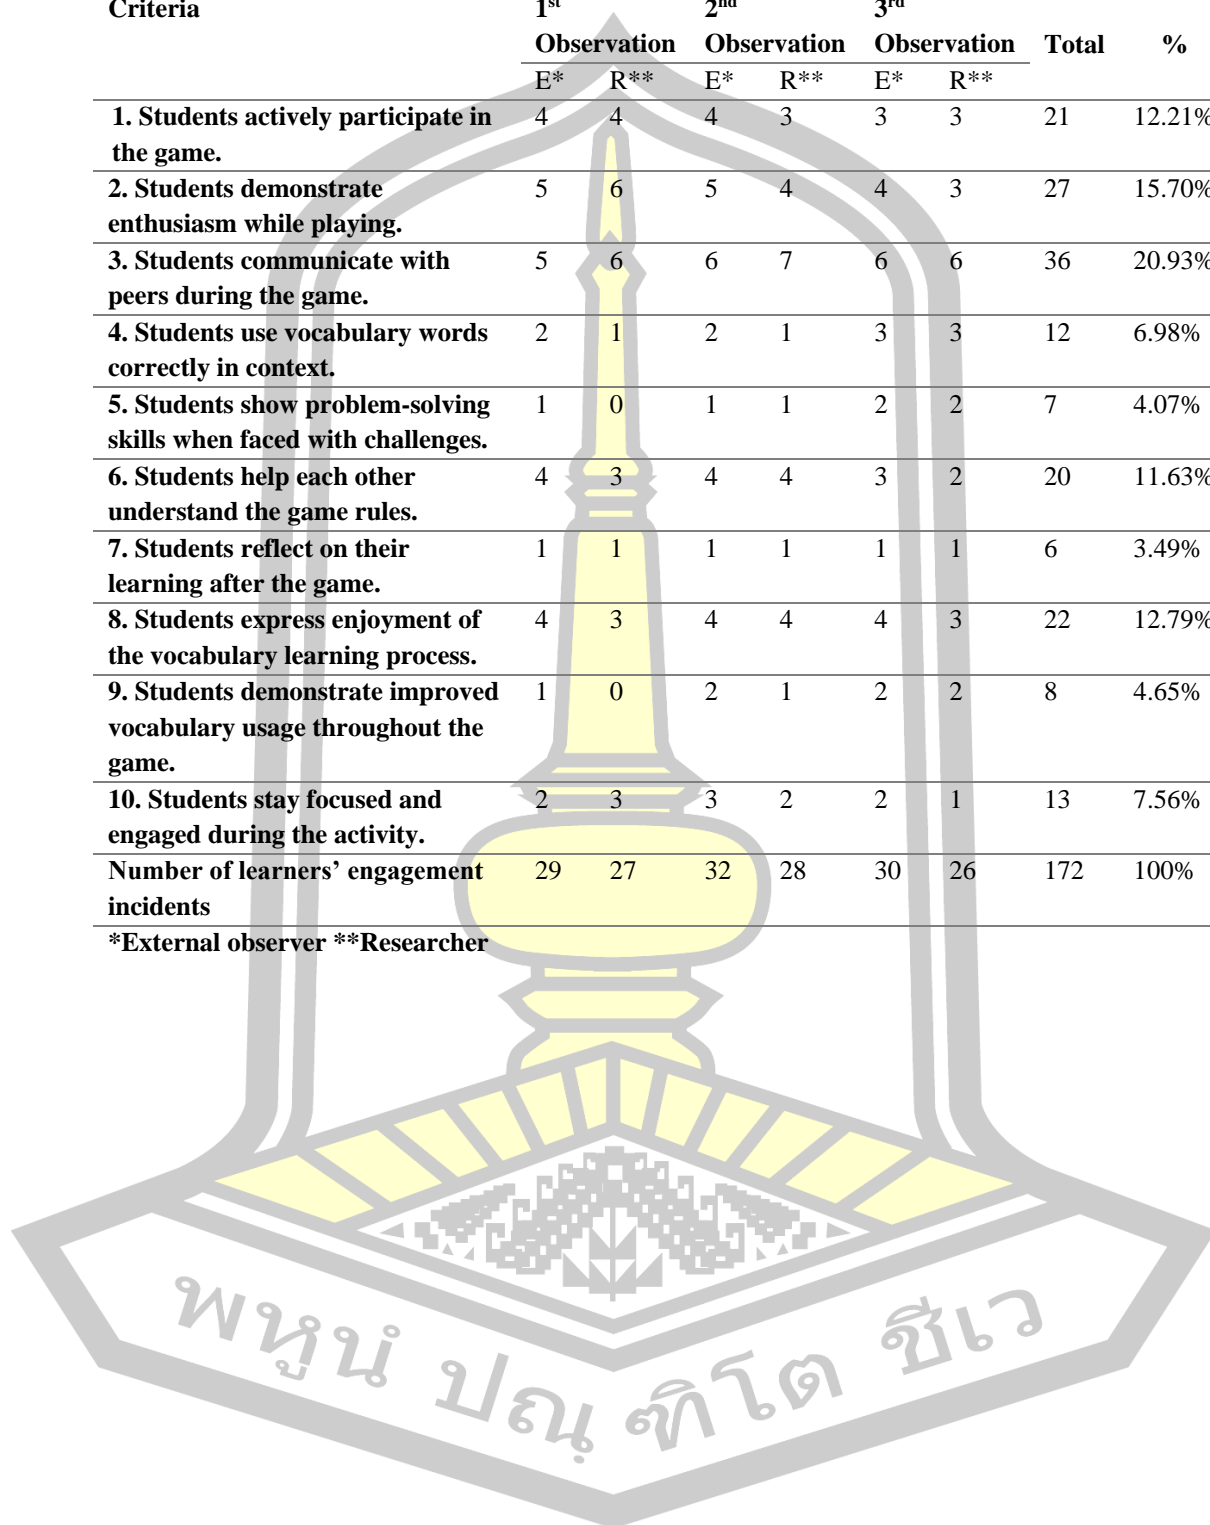 Criteria 1st 2nd 3rd
Observation Observation Observation Total %
E* R** E* R** E* R**
1. Students actively participate in 4 4 4 3 3 3 21 12.21%
the game.
2. Students demonstrate 5 6 5 4 4 3 27 15.70%
enthusiasm while playing.
3. Students communicate with 5 6 6 7 6 6 36 20.93%
peers during the game.
4. Students use vocabulary words 2 1 2 1 3 3 12 6.98%
correctly in context.
5. Students show problem-solving 1 0 1 1 2 2 7 4.07%
skills when faced with challenges.
6. Students help each other 4 3 4 4 3 2 20 11.63%
understand the game rules.
7. Students reflect on their 1 1 1 1 1 1 6 3.49%
learning after the game.
8. Students express enjoyment of 4 3 4 4 4 3 22 12.79%
the vocabulary learning process.
9. Students demonstrate improved 1 0 2 1 2 2 8 4.65%
vocabulary usage throughout the
game.
10. Students stay focused and 2 3 3 2 2 1 13 7.56%
engaged during the activity.
Number of learners’ engagement 29 27 32 28 30 26 172 100%
incidents
*External observer **Researcher
พหูนํ ปณฺฑิโต ชีเว